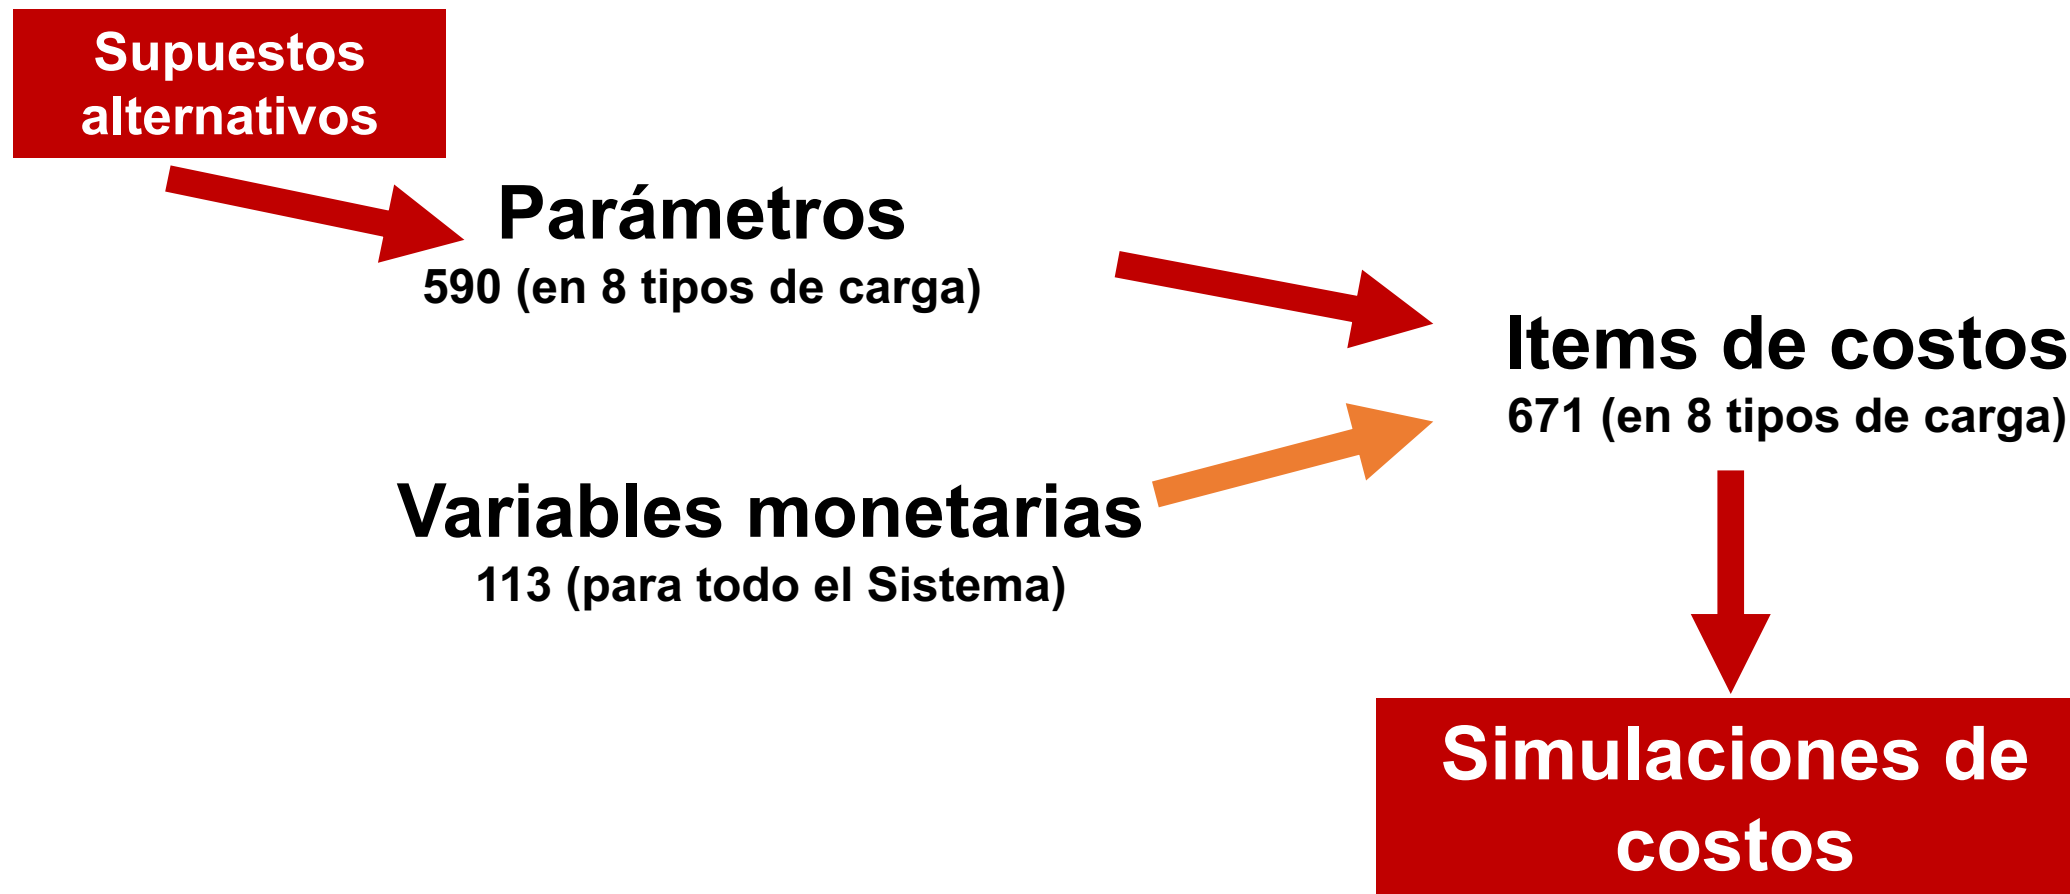 Supuestos
alternativos
Parámetros
590 (en 8 tipos de carga)
Items de costos
671 (en 8 tipos de carga)
Variables monetarias
113 (para todo el Sistema)
Simulaciones de
costos